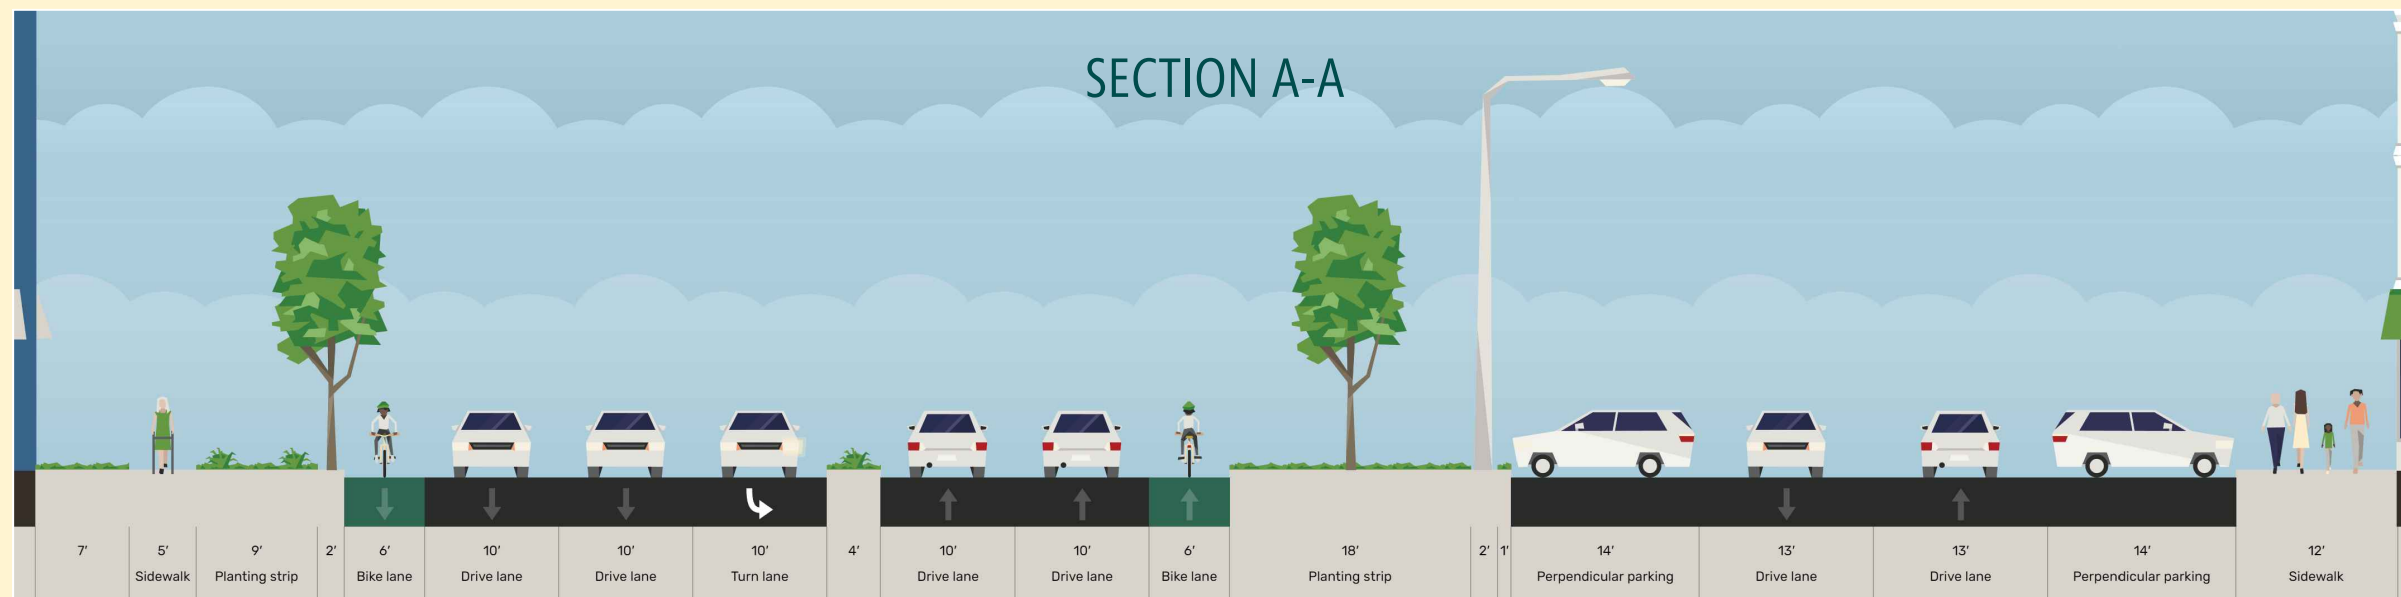 SECTION A-A
7' 5' 9' 2' 6' 10' 10' 10' 4' 10' 10' 6' 18' 2' 1' 14' 13' 13' 14' 12'
Sidewalk Planting strip Bike lane Drive lane Drive lane Turn lane Drive lane Drive lane Bike lane Planting strip Perpendicular parking Drive lane Drive lane Perpendicular parking Sidewalk